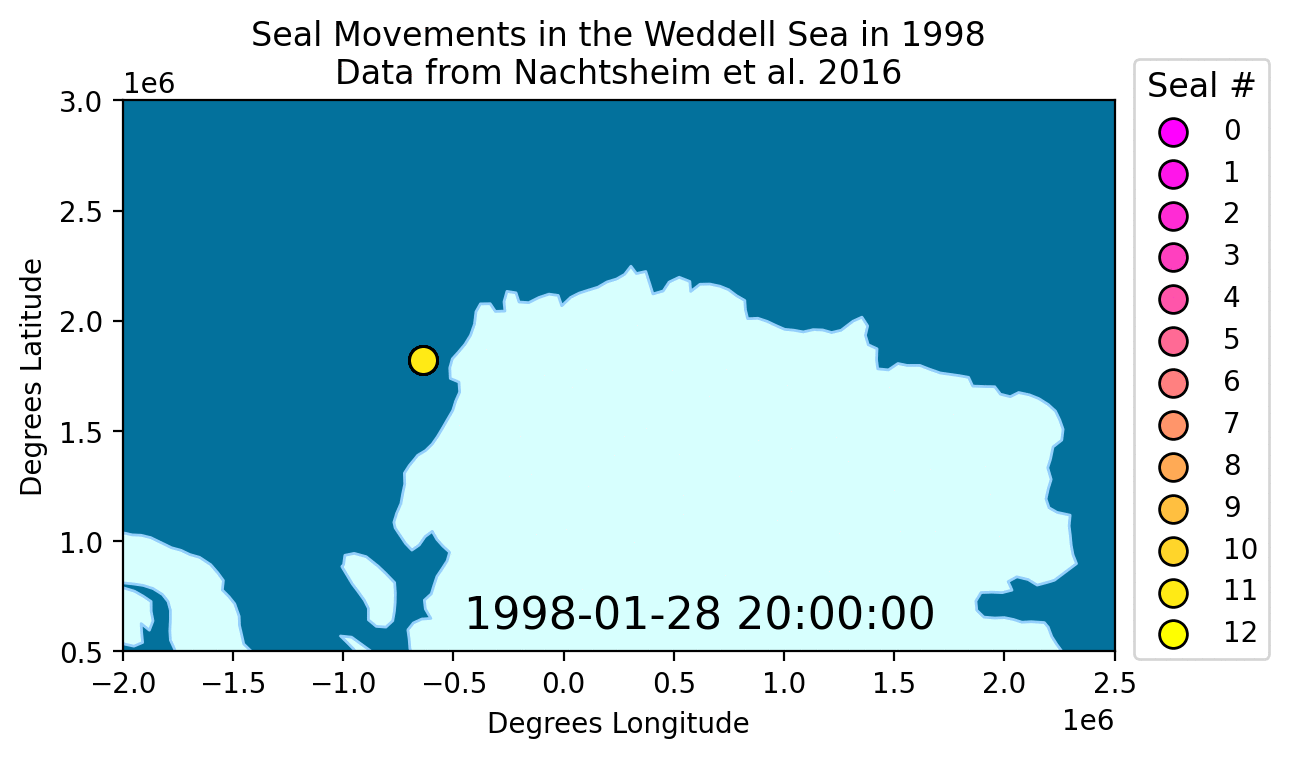 Seal Movements in the Weddell Sea in 1998
Data from Nachtsheim et al. 2016
1e6
3.0
2.5
2.0
1.5
1.0
0.5
Degrees Latitude
1998-01-28 20:00:00
−2.0 −1.5 −1.0 −0.5 0.0 0.5 1.0 1.5 2.0 2.5
Degrees Longitude
1e6
Seal #
0
1
2
3
4
5
6
7
8
9
10
11
12